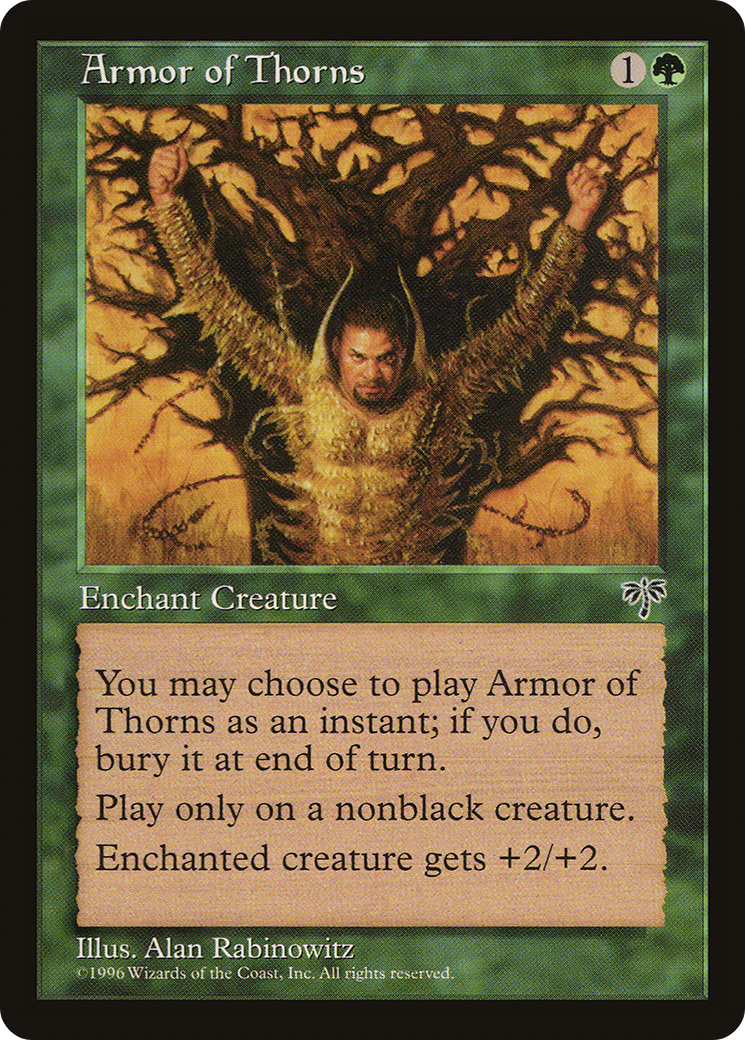 Armor of Thorns 1
Enchant Creature
You may choose to play Armor of
Thorns as an instant; if you do,
bury it at end of turn.
Play only on a nonblack creature.
Enchanted creature gets +2/+2.
Illus. Alan Rabinowitz
©1996 Wizards of the Coast, Inc. All rights reserved.